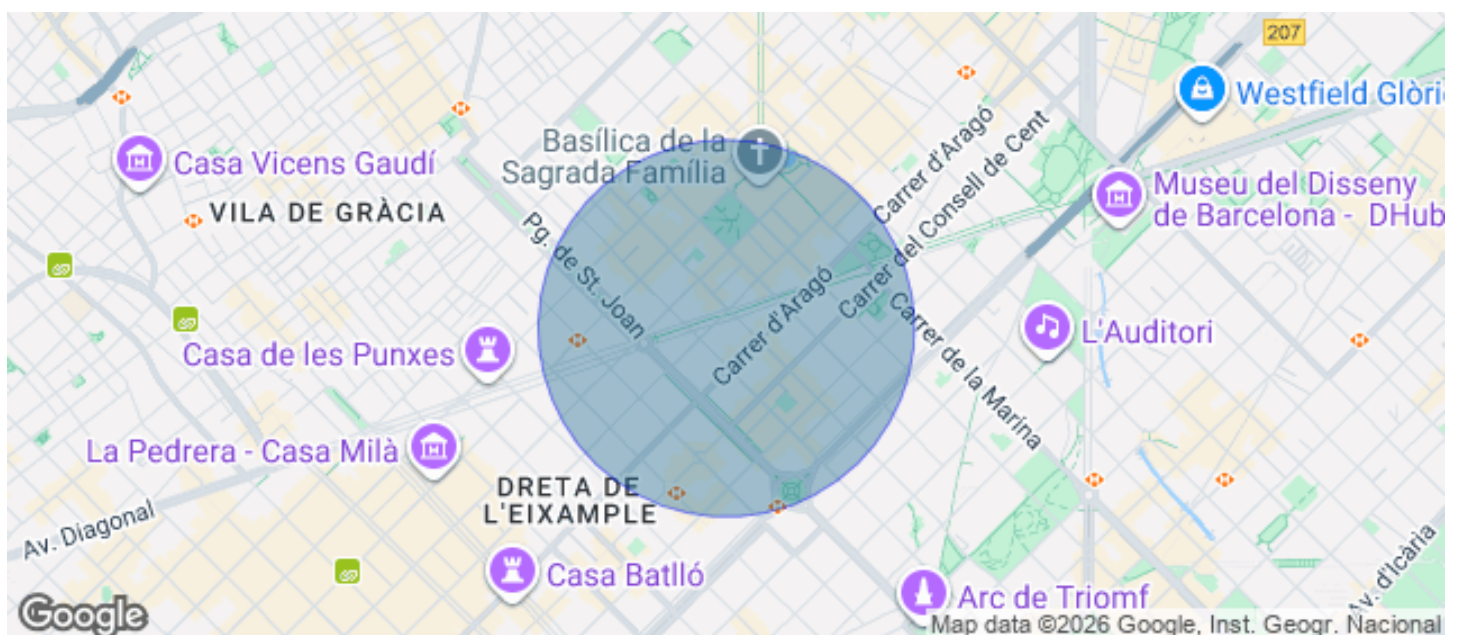 207
Westfield Glòri
Basílica de la
Sagrada Família
Carrer d'Aragó
Carrer del Consell de Cent
Casa Vicens Gaudí
Museu del Disseny
de Barcelona - DHub
VILA DE GRÀCIA
Pg. de St. Joan
Carrer d'Aragó
Carrer de la Marina
L'Auditori
Casa de les Punxes
La Pedrera - Casa Milà
DRETA DE
L'EIXAMPLE
Av. Diagonal
Casa Batlló
Arc de Triomf
Av. d'Icària
Google
Map data ©2026 Google, Inst. Geogr. Nacional